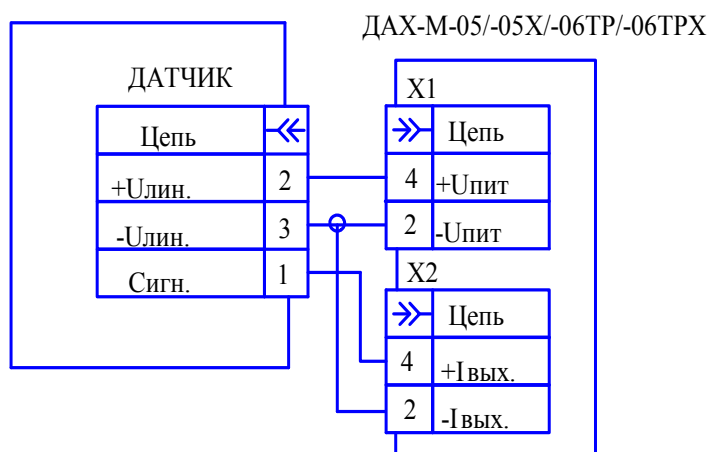 ДАХ-М-05/-05Х/-06ТР/-06ТРХ
ДАТЧИК
Цепь
+Uлин. 2
-Uлин. 3
Сигн. 1
X1
Цепь
4 +Uпит
2 -Uпит
X2
Цепь
4 +Iвых.
2 -Iвых.